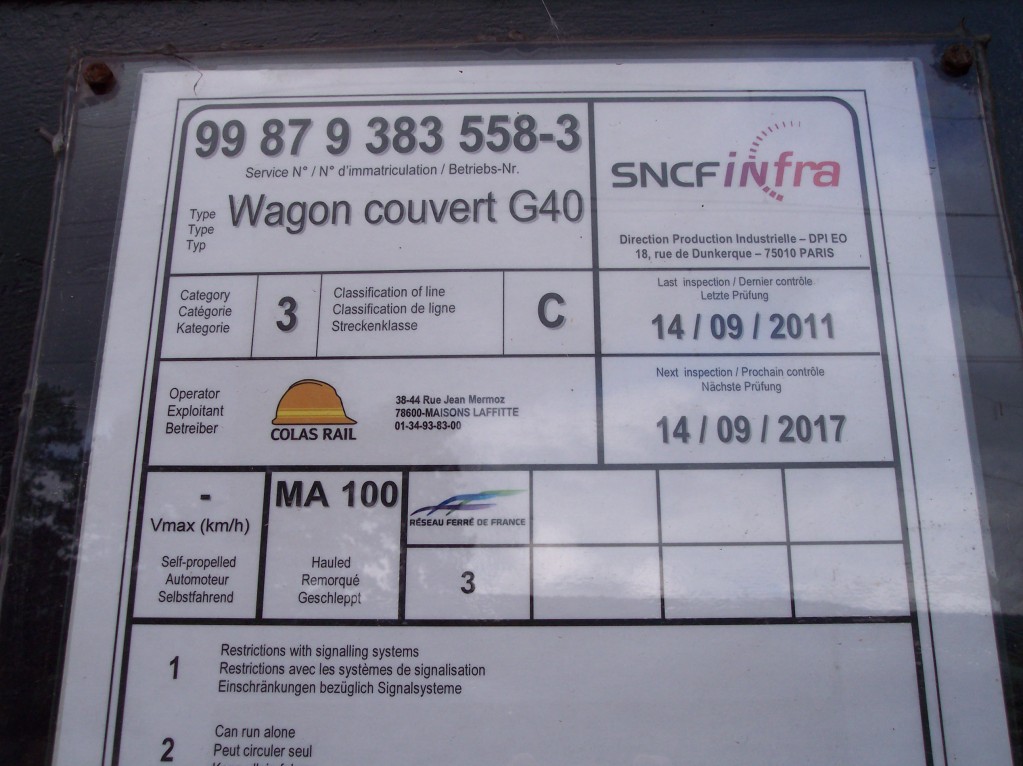 99 87 9 383 558-3
Service N° / N° d'immatriculation / Betriebs-Nr.
Type
Type
Typ
Wagon couvert G40
SNCF infra
Direction Production Industrielle – DPI EO
18, rue de Dunkerque – 75010 PARIS
Category
Catégorie
Kategorie
3
Classification of line
Classification de ligne
Streckenklasse
C
Last inspection / Dernier contrôle
Letzte Prüfung
14 / 09 / 2011
Next inspection / Prochain contrôle
Nächste Prüfung
14 / 09 / 2017
Operator
Exploitant
Betreiber
COLAS RAIL
38-44 Rue Jean Mermoz
78600-MAISONS LAFFITTE
01-34-93-83-00
-
Vmax (km/h)
Self-propelled
Automoteur
Selbstfahrend
MA 100
Hauled
Remorqué
Geschleppt
RÉSEAU FERRÉ DE FRANCE
3
1
Restrictions with signalling systems
Restrictions avec les systèmes de signalisation
Einschränkungen bezüglich Signalsysteme
2
Can run alone
Peut circuler seul